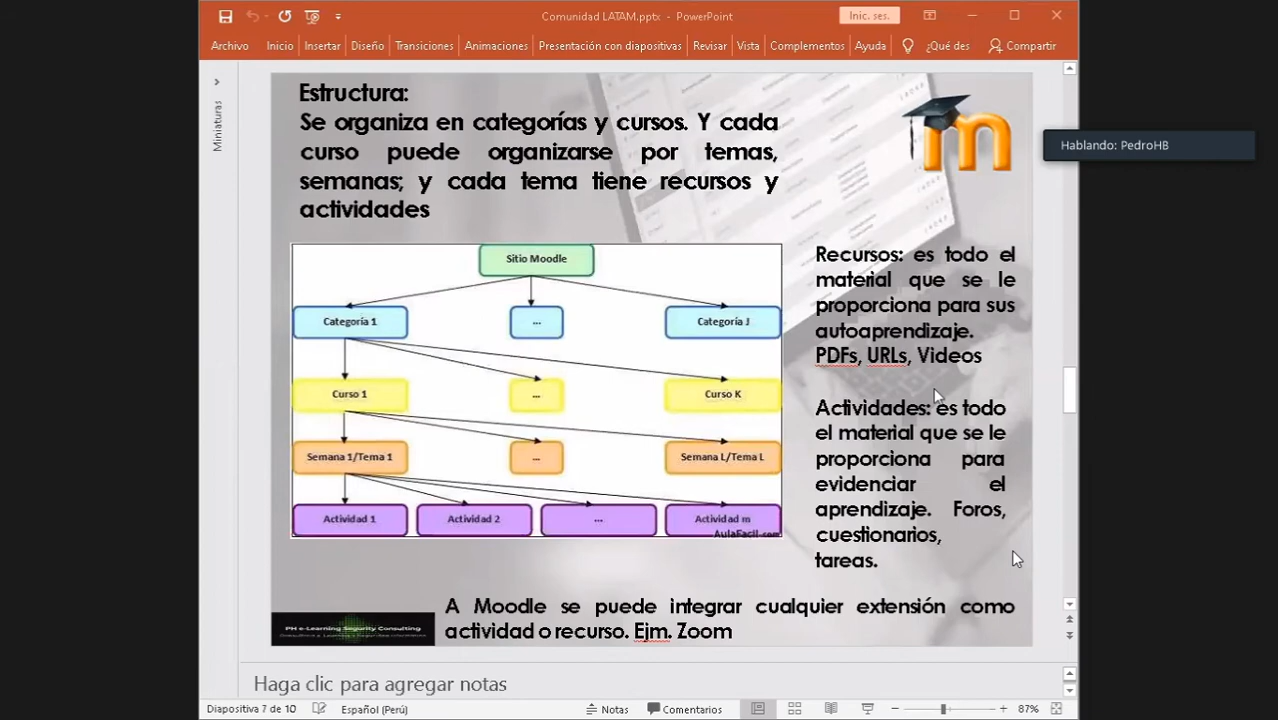 Comunidad LATAM.pptx - PowerPoint
Inic. ses.
Archivo Inicio Insertar Diseño Transiciones Animaciones Presentación con diapositivas Revisar Vista Complementos Ayuda ¿Qué des Compartir
Miniaturas
Estructura:
Se organiza en categorías y cursos. Y cada
curso puede organizarse por temas,
semanas; y cada tema tiene recursos y
actividades
m
Hablando: PedroHB
Sitio Moodle
Categoría 1
...
Categoría J
Curso 1
...
Curso K
Semana 1/Tema 1
...
Semana L/Tema L
Actividad 1
Actividad 2
...
Actividad m
AulaFacil.com
Recursos: es todo el
material que se le
proporciona para sus
autoaprendizaje.
PDFs, URLs, Videos
Actividades: es todo
el material que se le
proporciona para
evidenciar el
aprendizaje. Foros,
cuestionarios,
tareas.
PH e-Learning Segurity Consulting
A Moodle se puede integrar cualquier extensión como
actividad o recurso. Ejm. Zoom
Haga clic para agregar notas
Diapositiva 7 de 10 Español (Perú) Notas Comentarios 87%